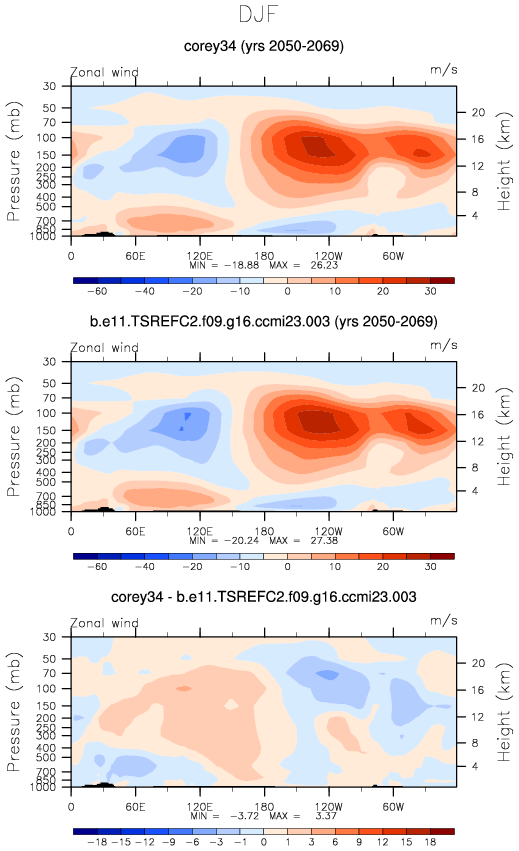 DJF
corey34 (yrs 2050-2069)
Zonal wind m/s
Pressure (mb)
30
50
70
100
150
200
250
300
400
500
700
850
1000
Height (km)
20
16
12
8
4
0 60E 120E 180 120W 60W
MIN = -18.88 MAX = 26.23
-60 -40 -20 -10 0 10 20 30
b.e11.TSREFC2.f09.g16.ccmi23.003 (yrs 2050-2069)
Zonal wind m/s
Pressure (mb)
30
50
70
100
150
200
250
300
400
500
700
850
1000
Height (km)
20
16
12
8
4
0 60E 120E 180 120W 60W
MIN = -20.24 MAX = 27.38
-60 -40 -20 -10 0 10 20 30
corey34 - b.e11.TSREFC2.f09.g16.ccmi23.003
Zonal wind m/s
Pressure (mb)
30
50
70
100
150
200
250
300
400
500
700
850
1000
Height (km)
20
16
12
8
4
0 60E 120E 180 120W 60W
MIN = -3.72 MAX = 3.37
-18 -15 -12 -9 -6 -3 -1 0 1 3 6 9 12 15 18